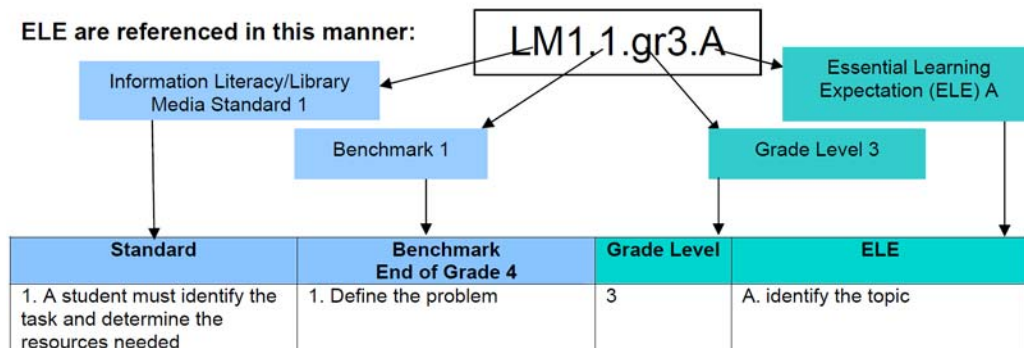 ELE are referenced in this manner:
LM1.1.gr3.A
Information Literacy/Library
Media Standard 1
Essential Learning
Expectation (ELE) A
Benchmark 1
Grade Level 3
Standard
Benchmark
End of Grade 4
Grade Level
ELE
1. A student must identify the
task and determine the
resources needed
1. Define the problem
3
A. identify the topic